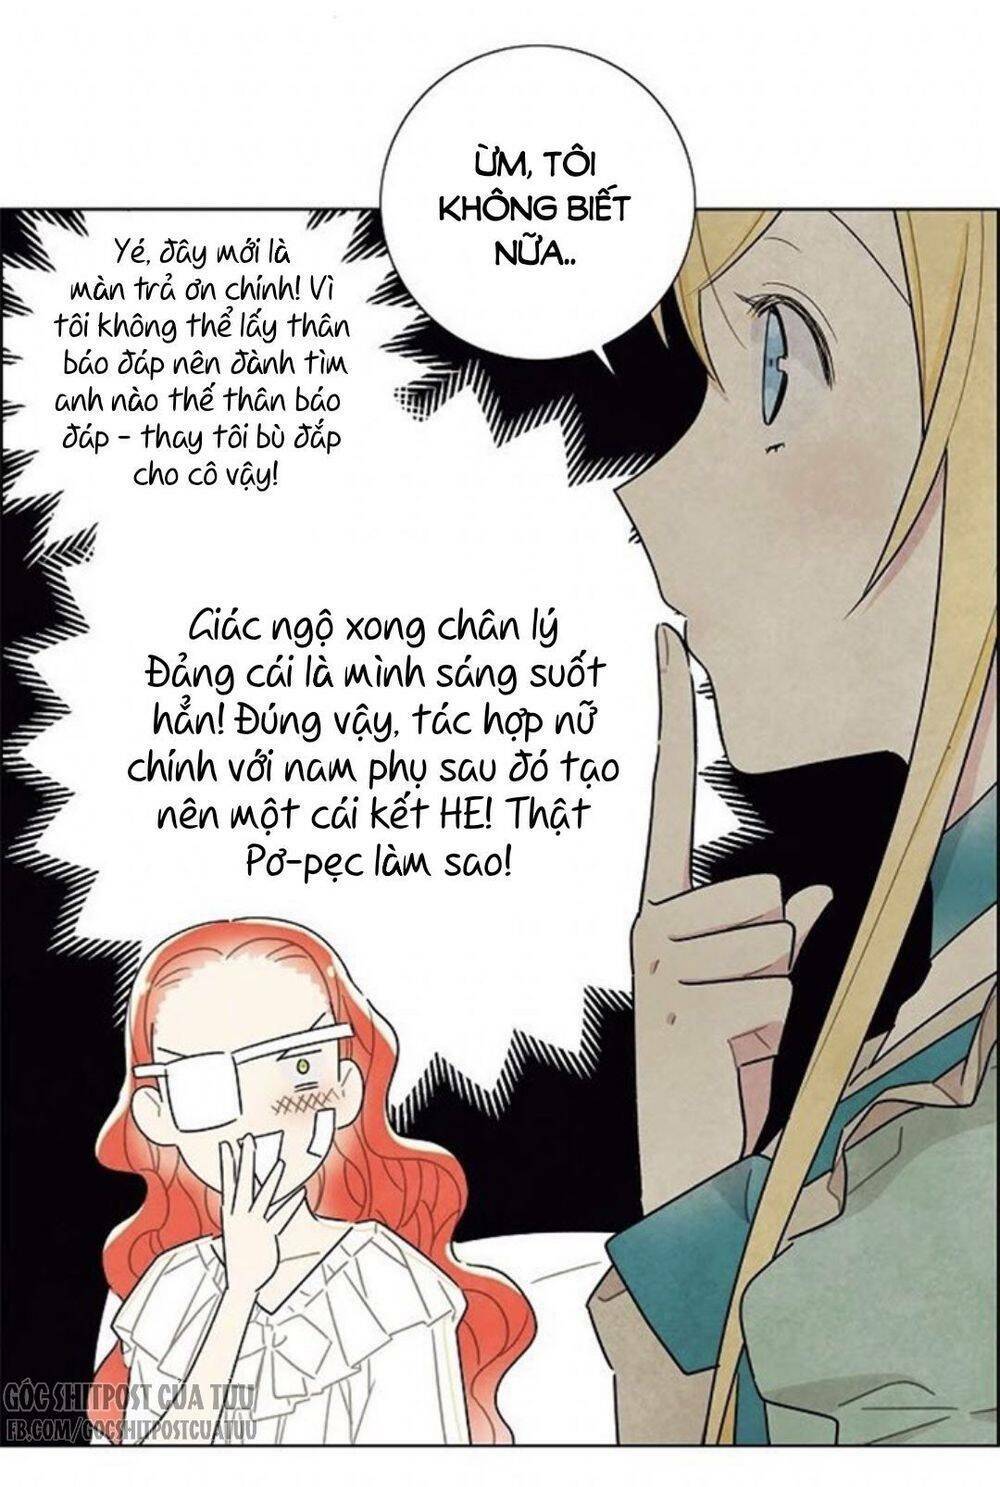 ỪM, TÔI
KHÔNG BIẾT
NỮA..
Yé, đây mới là
màn trả ơn chính! Vì
tôi không thể lấy thân
báo đáp nên đành tìm
anh nào thế thân báo
đáp - thay tôi bù đắp
cho cô vậy!
Giác ngộ xong chân lý
Đảng cái là mình sáng suốt
hẳn! Đúng vậy, tác hợp nữ
chính với nam phụ sau đó tạo
nên một cái kết HE! Thật
Pơ-pẹc làm sao!
GÓC SHITPOST CỦA TUU
FB.COM/GOCSHITPOSTCUATUU